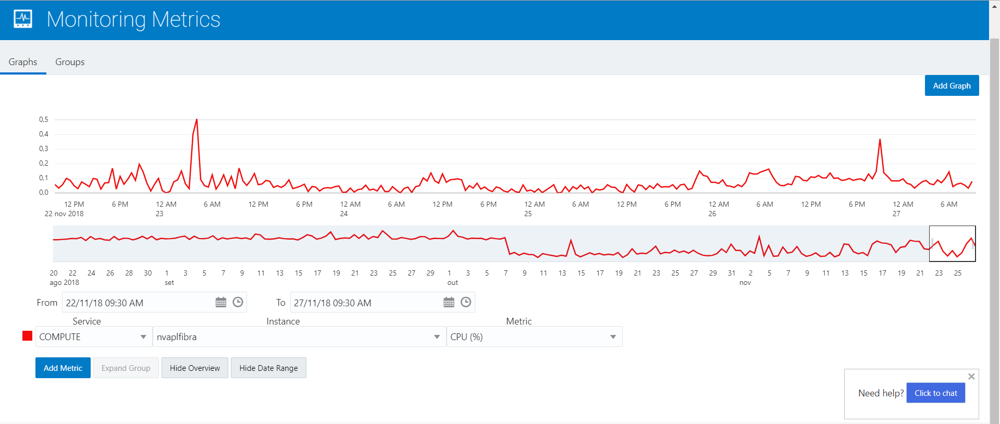 Monitoring Metrics
Graphs Groups
Add Graph
0,5
0,4
0,3
0,2
0,1
0,0
12 PM 6 PM 12 AM 6 AM 12 PM 6 PM 12 AM 6 AM 12 PM 6 PM 12 AM 6 AM 12 PM 6 PM 12 AM 6 AM 12 PM 6 PM 12 AM 6 AM
22 nov 2018 23 24 25 26 27
20 22 24 26 28 30 1 3 5 7 9 11 13 15 17 19 21 23 25 27 29 1 3 5 7 9 11 13 15 17 19 21 23 25 27 29 31 2 5 7 9 11 13 15 17 19 21 23 25
ago 2018 set out nov
From 22/11/18 09:30 AM To 27/11/18 09:30 AM
Service Instance Metric
COMPUTE nvaplfibra CPU (%)
Add Metric Expand Group Hide Overview Hide Date Range
Need help? Click to chat